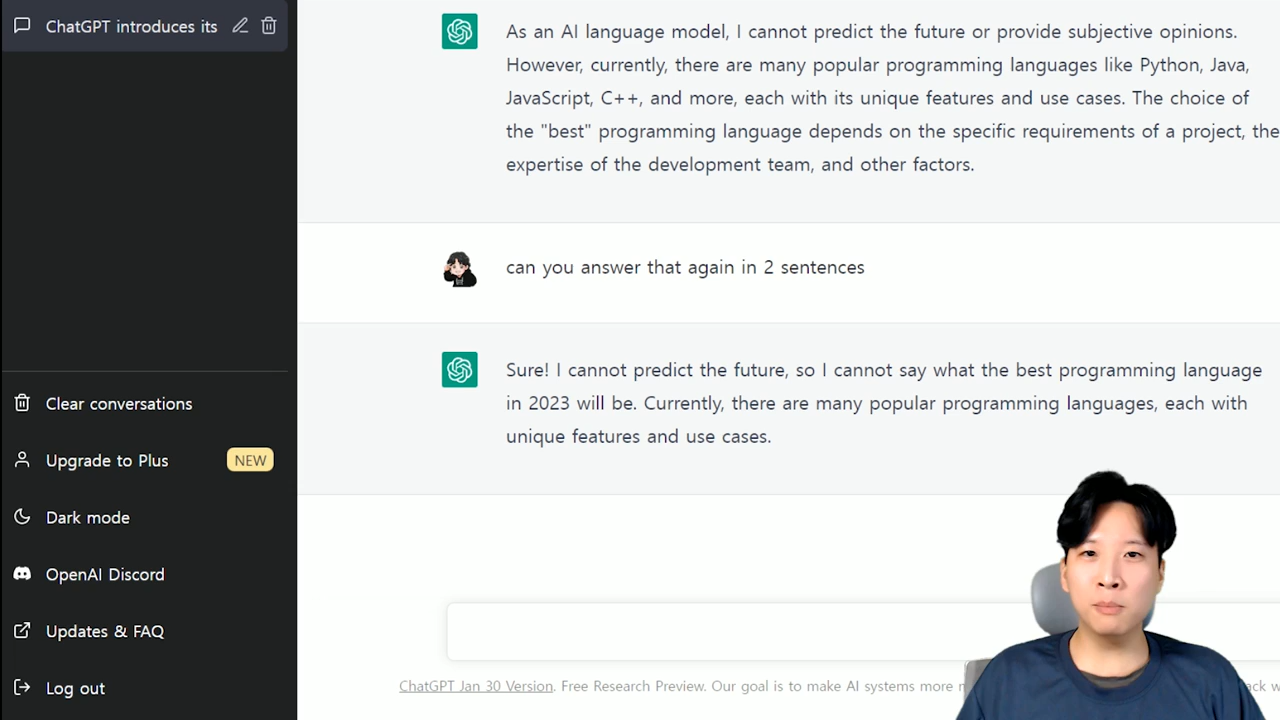 ChatGPT introduces its
Clear conversations
Upgrade to Plus NEW
Dark mode
OpenAI Discord
Updates & FAQ
Log out
As an AI language model, I cannot predict the future or provide subjective opinions.
However, currently, there are many popular programming languages like Python, Java,
JavaScript, C++, and more, each with its unique features and use cases. The choice of
the "best" programming language depends on the specific requirements of a project, the
expertise of the development team, and other factors.
can you answer that again in 2 sentences
Sure! I cannot predict the future, so I cannot say what the best programming language
in 2023 will be. Currently, there are many popular programming languages, each with
unique features and use cases.
ChatGPT Jan 30 Version. Free Research Preview. Our goal is to make AI systems more